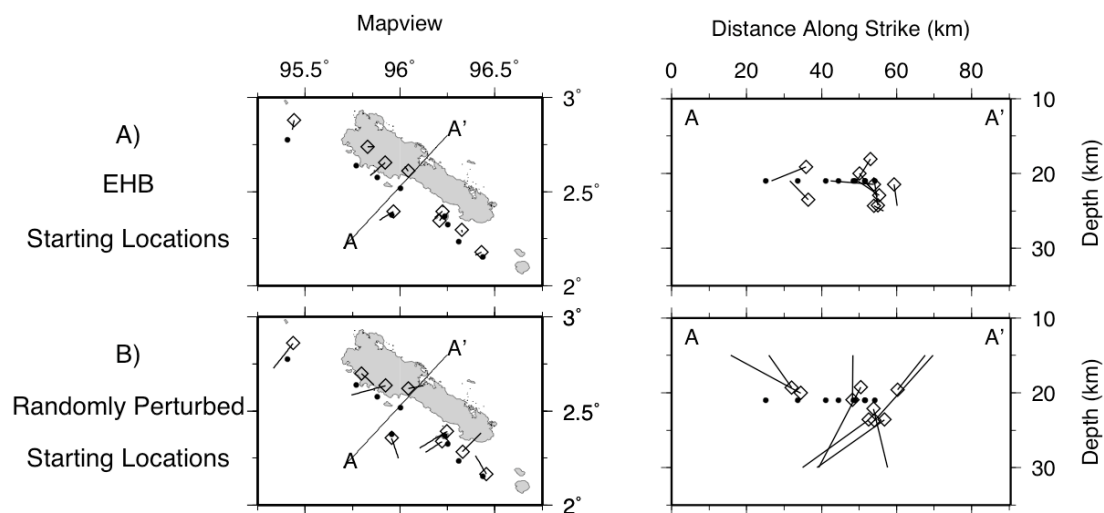 Mapview
Distance Along Strike (km)
95.5° 96° 96.5°
0 20 40 60 80
A)
EHB
Starting Locations
A
A'
3°
2.5°
2°
A A'
10
20
30
Depth (km)
B)
Randomly Perturbed
Starting Locations
A
A'
3°
2.5°
2°
A A'
10
20
30
Depth (km)